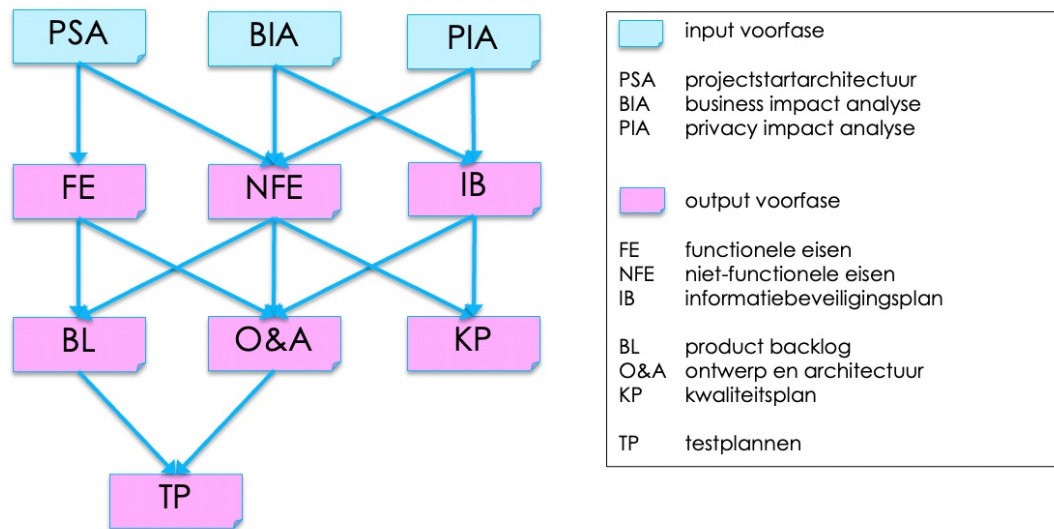 PSA
BIA
PIA
FE
NFE
IB
BL
O&A
KP
TP
input voorfase
PSA projectstartarchitectuur
BIA business impact analyse
PIA privacy impact analyse
output voorfase
FE functionele eisen
NFE niet-functionele eisen
IB informatiebeveiligingsplan
BL product backlog
O&A ontwerp en architectuur
KP kwaliteitsplan
TP testplannen